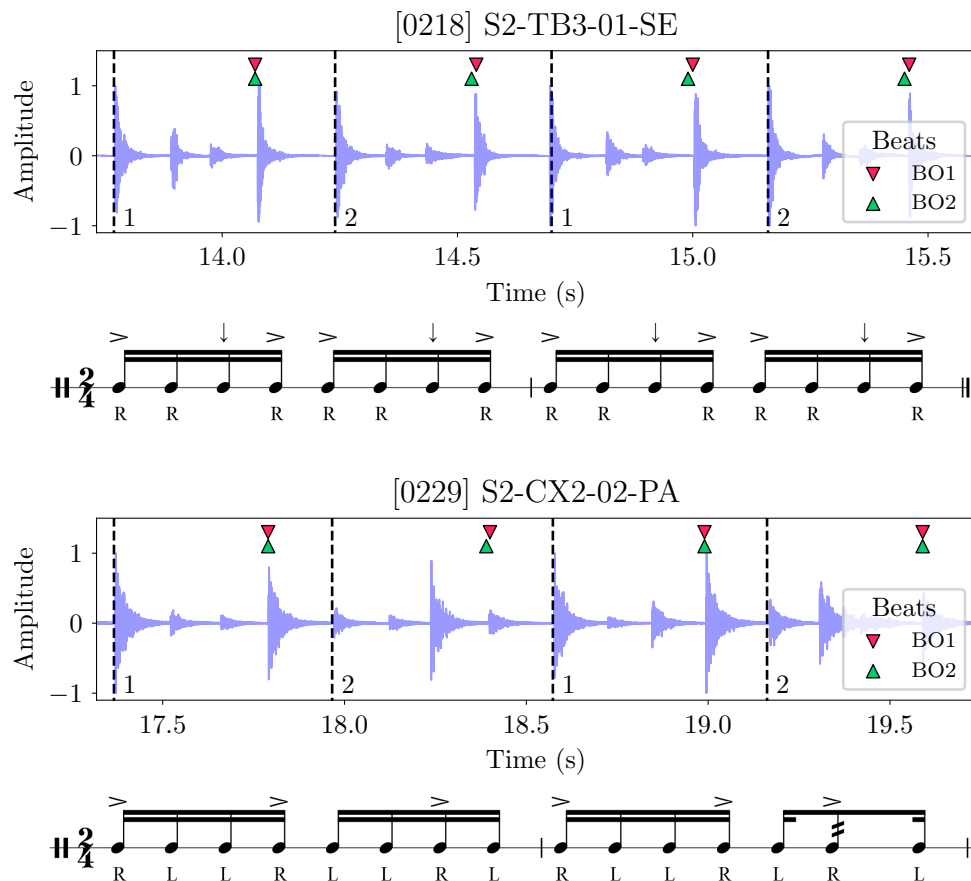 [0218] S2-TB3-01-SE
Amplitude
1
0
−1
1 2 1 2
Beats
BO1
BO2
14.0 14.5 15.0 15.5
Time (s)
> ↓ > > ↓ > > ↓ > > ↓ >
2
4
R R R R R R R R R R R R
[0229] S2-CX2-02-PA
Amplitude
1
0
−1
1 2 1 2
Beats
BO1
BO2
17.5 18.0 18.5 19.0 19.5
Time (s)
> > > > > >
2
4
R L L R L L R L R L L R L R L